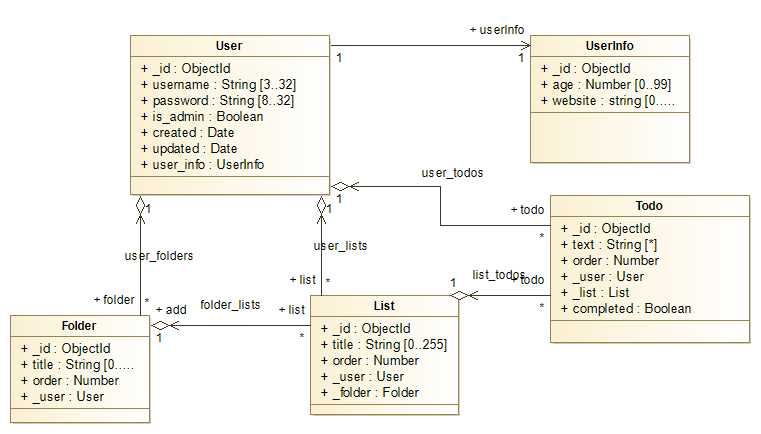 + userInfo
User
UserInfo
1
1
+ _id : ObjectId
+ username : String [3..32]
+ password : String [8..32]
+ is_admin : Boolean
+ created : Date
+ updated : Date
+ user_info : UserInfo
+ _id : ObjectId
+ age : Number [0..99]
+ website : string [0.....
user_todos
1
1
1
+ todo
*
Todo
+ _id : ObjectId
+ text : String [*]
+ order : Number
+ _user : User
+ _list : List
+ completed : Boolean
user_folders
user_lists
+ list
*
1
list_todos
+ todo
*
+ folder
*
+ add
folder_lists
+ list
1
*
Folder
+ _id : ObjectId
+ title : String [0.....
+ order : Number
+ _user : User
List
+ _id : ObjectId
+ title : String [0..255]
+ order : Number
+ _user : User
+ _folder : Folder